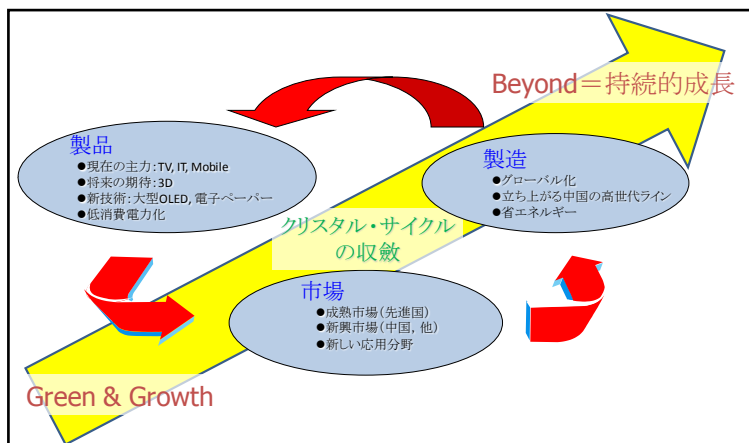 Beyond＝持続的成長
製品
●現在の主力：TV, IT, Mobile
●将来の期待：3D
●新技術：大型OLED, 電子ペーパー
●低消費電力化
製造
●グローバル化
●立ち上がる中国の高世代ライン
●省エネルギー
クリスタル・サイクル
の収斂
市場
●成熟市場（先進国）
●新興市場（中国，他）
●新しい応用分野
Green & Growth